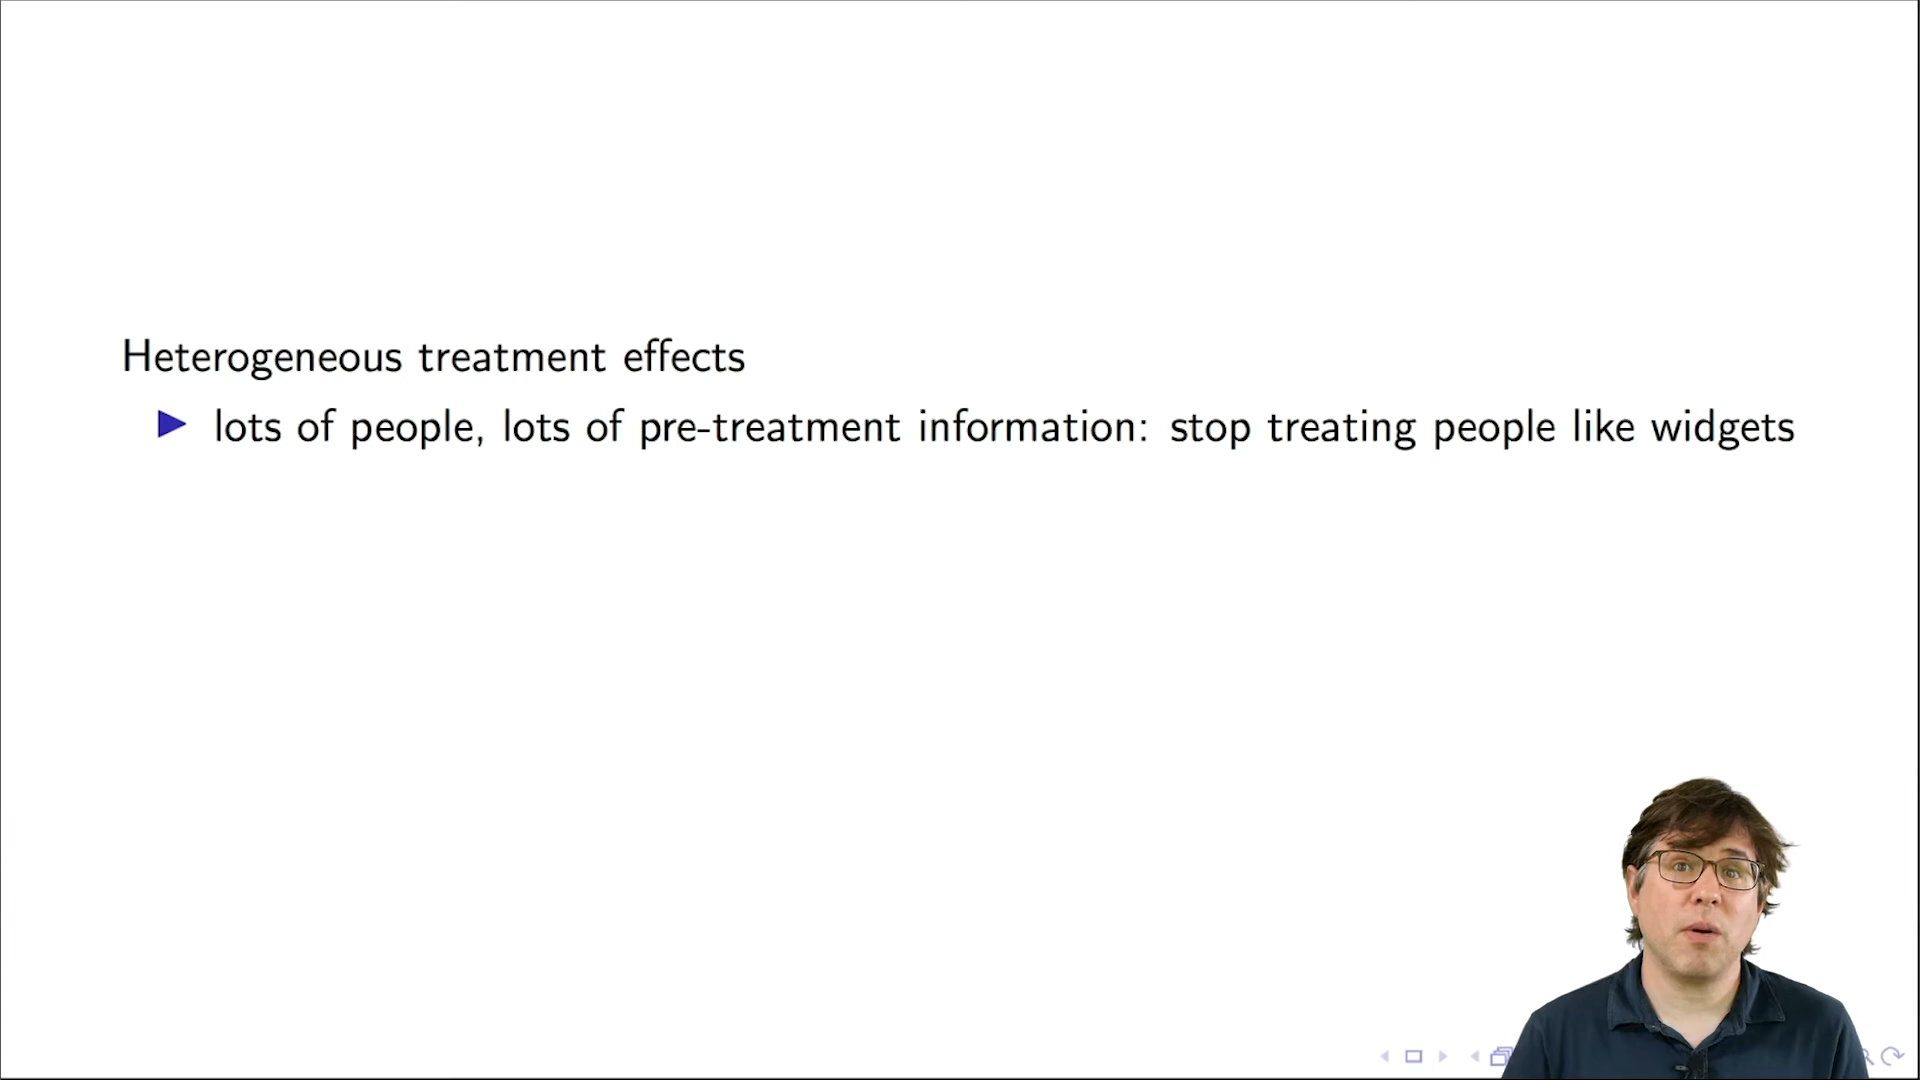 Heterogeneous treatment effects
lots of people, lots of pre-treatment information: stop treating people like widgets